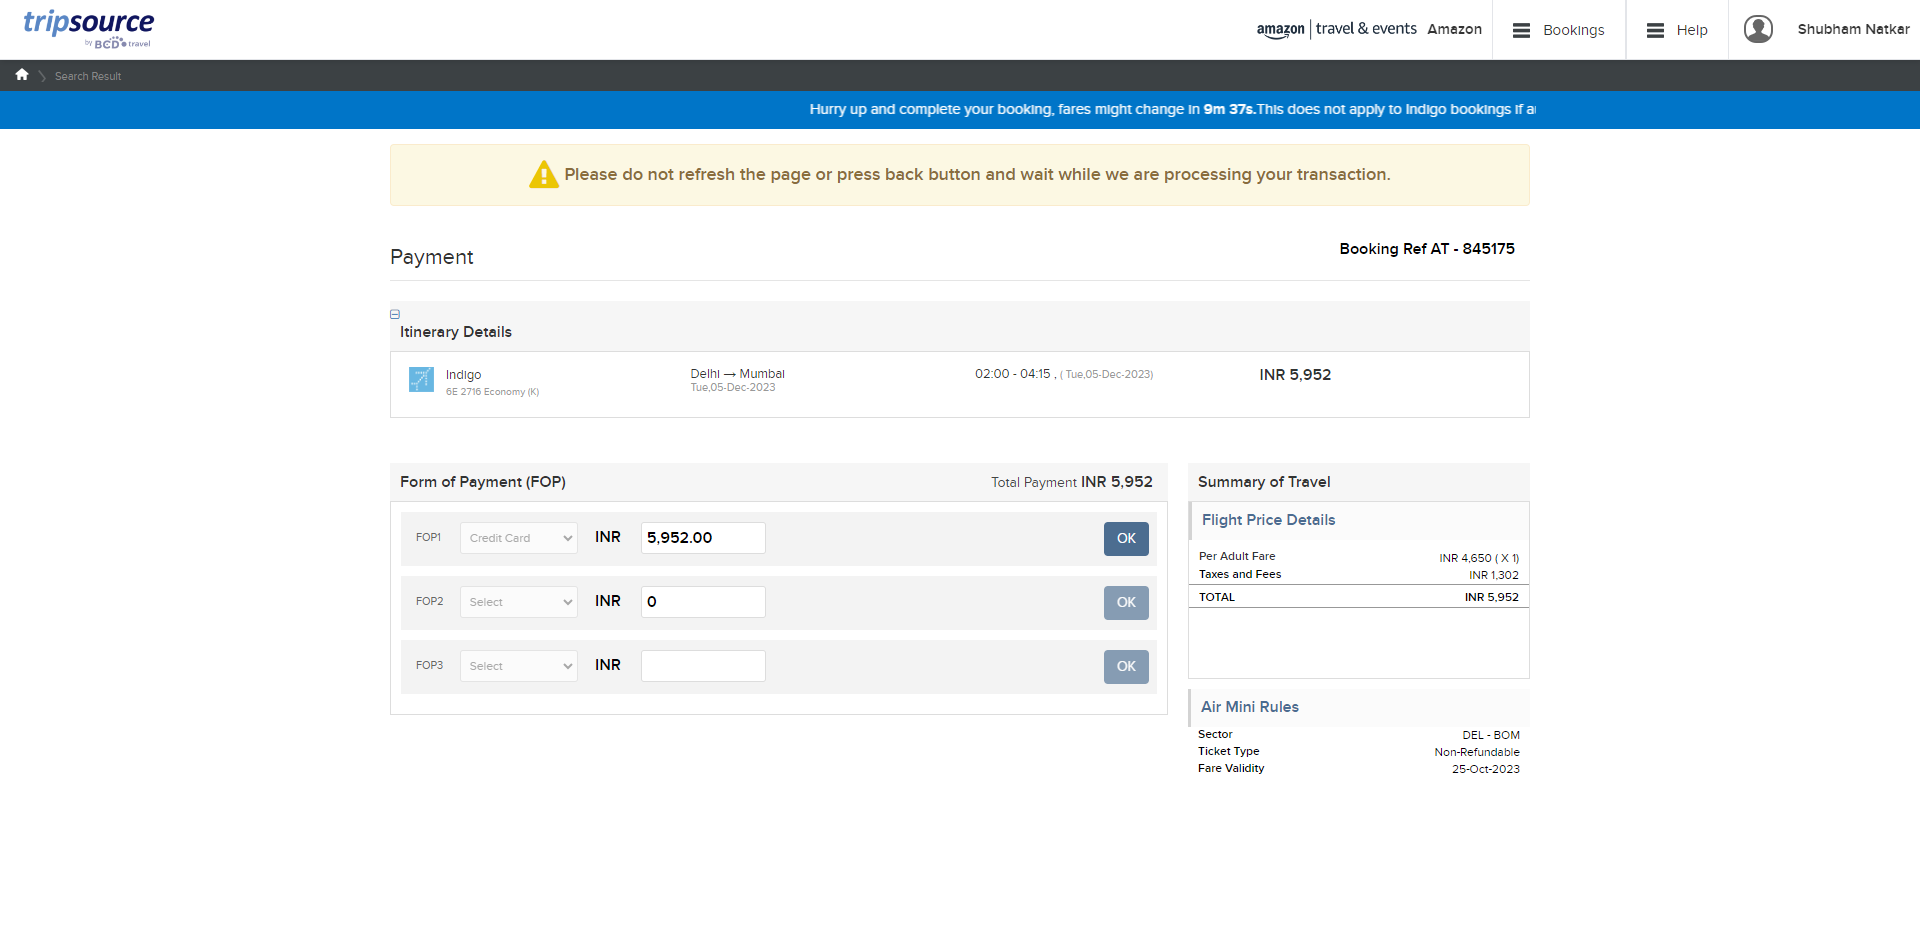 tripsource
by BCD travel
amazon | travel & events Amazon
Bookings
Help
Shubham Natkar
Search Result
Hurry up and complete your booking, fares might change in 9m 37s.This does not apply to Indigo bookings if
Please do not refresh the page or press back button and wait while we are processing your transaction.
Payment
Booking Ref AT - 845175
Itinerary Details
Indigo
6E 2716 Economy (K)
Delhi → Mumbai
Tue,05-Dec-2023
02:00 - 04:15 , ( Tue,05-Dec-2023)
INR 5,952
Form of Payment (FOP)
Total Payment INR 5,952
FOP1 Credit Card INR 5,952.00 OK
FOP2 Select INR 0 OK
FOP3 Select INR OK
Summary of Travel
Flight Price Details
Per Adult Fare INR 4,650 ( X 1)
Taxes and Fees INR 1,302
TOTAL INR 5,952
Air Mini Rules
Sector DEL - BOM
Ticket Type Non-Refundable
Fare Validity 25-Oct-2023